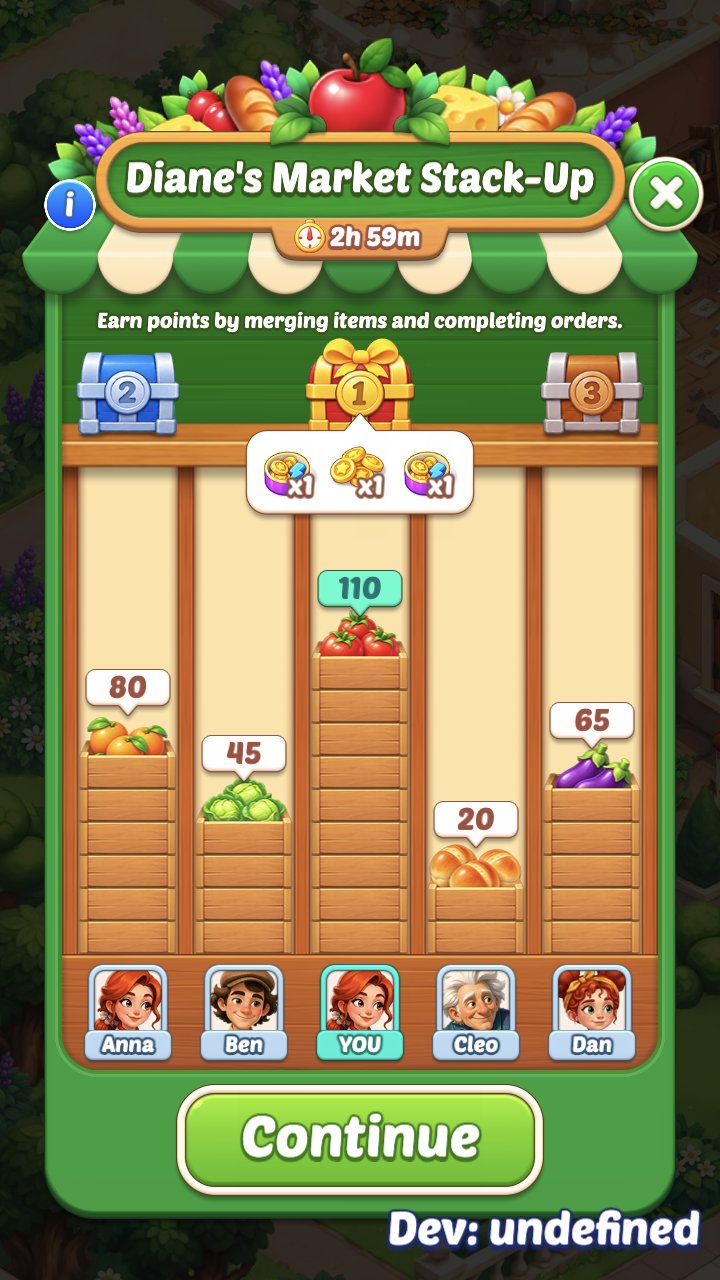 Diane's Market Stack-Up
i
2h 59m
Earn points by merging items and completing orders.
2
1
3
x1 x1 x1
110
80
65
45
20
Anna Ben YOU Cleo Dan
Continue
Dev: undefined